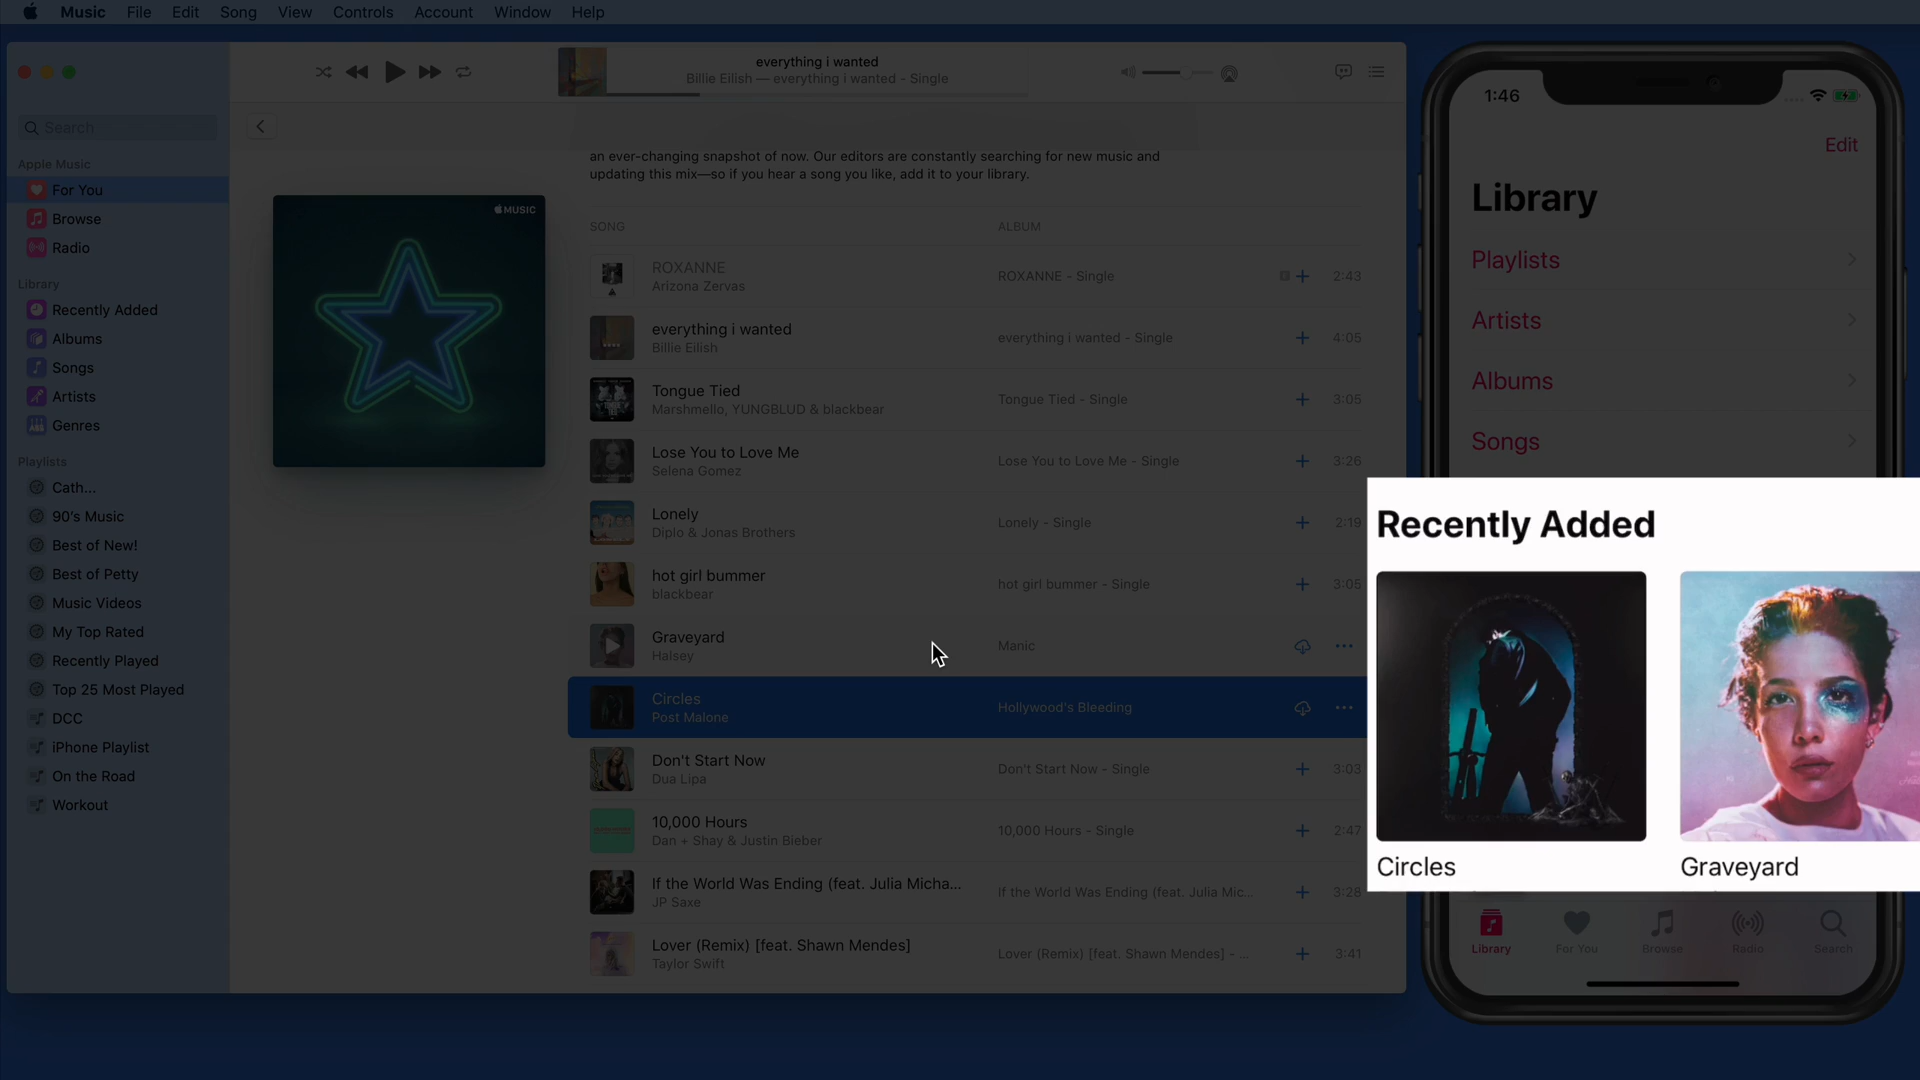 Music File Edit Song View Controls Account Window Help
everything i wanted
Billie Eilish — everything i wanted - Single
Search
Apple Music
For You
Browse
Radio
Library
Recently Added
Albums
Songs
Artists
Genres
Playlists
Cath...
90's Music
Best of New!
Best of Petty
Music Videos
My Top Rated
Recently Played
Top 25 Most Played
DCC
iPhone Playlist
On the Road
Workout
MUSIC
an ever-changing snapshot of now. Our editors are constantly searching for new music and
updating this mix—so if you hear a song you like, add it to your library.
SONG ALBUM
ROXANNE
Arizona Zervas
ROXANNE - Single E 2:43
everything i wanted
Billie Eilish
everything i wanted - Single 4:05
Tongue Tied
Marshmello, YUNGBLUD & blackbear
Tongue Tied - Single 3:05
Lose You to Love Me
Selena Gomez
Lose You to Love Me - Single 3:26
Lonely
Diplo & Jonas Brothers
Lonely - Single 2:19
hot girl bummer
blackbear
hot girl bummer - Single 3:05
Graveyard
Halsey
Manic
Circles
Post Malone
Hollywood's Bleeding
Don't Start Now
Dua Lipa
Don't Start Now - Single 3:03
10,000 Hours
Dan + Shay & Justin Bieber
10,000 Hours - Single 2:47
If the World Was Ending (feat. Julia Micha...
JP Saxe
If the World Was Ending (feat. Julia Mic... 3:28
Lover (Remix) [feat. Shawn Mendes]
Taylor Swift
Lover (Remix) [feat. Shawn Mendes] - ... 3:41
1:46
Edit
Library
Playlists
Artists
Albums
Songs
Recently Added
Circles Graveyard
Library For You Browse Radio Search